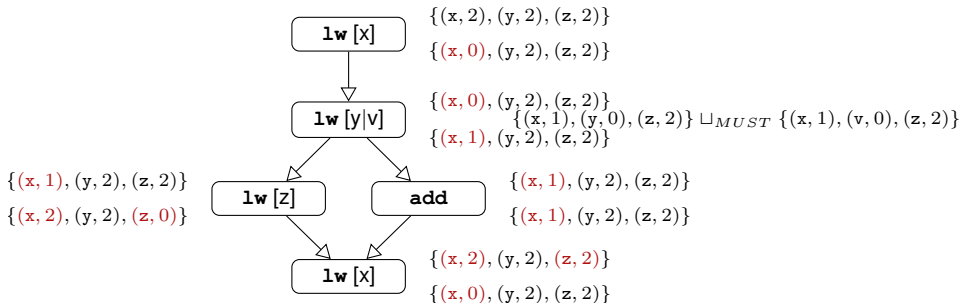 {(x, 2), (y, 2), (z, 2)}
lw [x]
{(x, 0), (y, 2), (z, 2)}
{(x, 0), (y, 2), (z, 2)}
lw [y|v]
{(x, 1), (y, 0), (z, 2)} ⊔MUST {(x, 1), (v, 0), (z, 2)}
{(x, 1), (y, 2), (z, 2)}
{(x, 1), (y, 2), (z, 2)}
{(x, 1), (y, 2), (z, 2)}
lw [z]
add
{(x, 2), (y, 2), (z, 0)}
{(x, 1), (y, 2), (z, 2)}
{(x, 2), (y, 2), (z, 2)}
lw [x]
{(x, 0), (y, 2), (z, 2)}